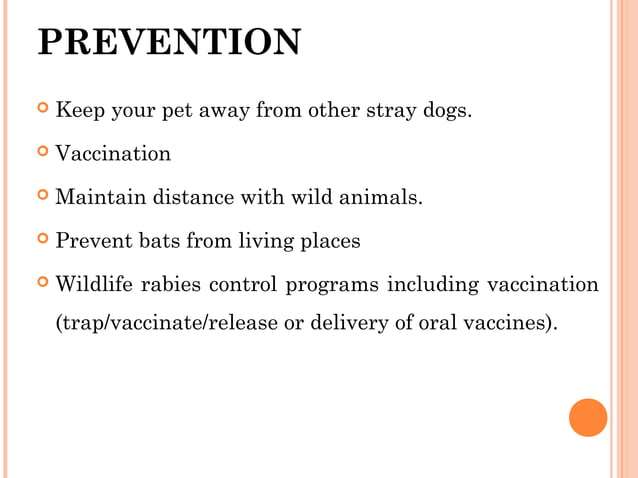 PREVENTION
Keep your pet away from other stray dogs.
Vaccination
Maintain distance with wild animals.
Prevent bats from living places
Wildlife rabies control programs including vaccination
(trap/vaccinate/release or delivery of oral vaccines).